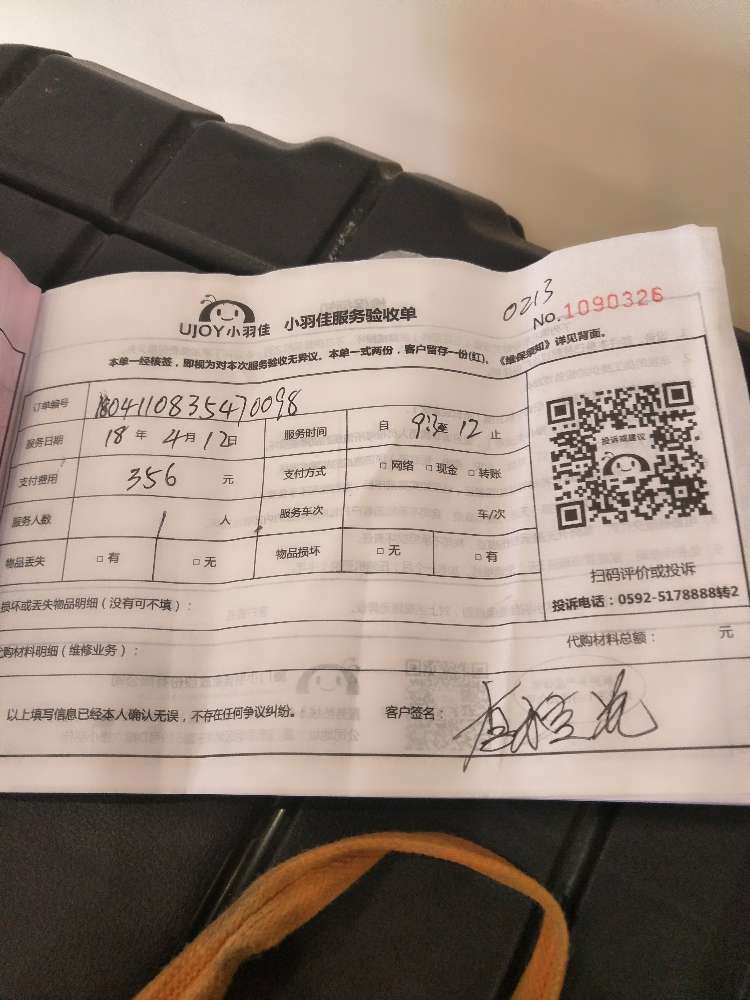 0213
No.1090326
UJOY小羽佳 小羽佳服务验收单
本单一经核签，即视为对本次服务验收无异议。本单一式两份，客户留存一份(红)。《维保须知》详见背面。
订单编号 1804110835470098
服务日期 18 年 4 月 12 日 服务时间 自 至 12 止
支付费用 356 元 支付方式 □ 网络 □ 现金 □ 转账
服务人数 1 人 服务车次 车/次
物品丢失 □ 有 □ 无 物品损坏 □ 无 □ 有
投诉或建议
扫码评价或投诉
投诉电话：0592-5178888转2
损坏或丢失物品明细（没有可不填）：
代购材料明细（维修业务）： 代购材料总额： 元
以上填写信息已经本人确认无误，不存在任何争议纠纷。 客户签名：